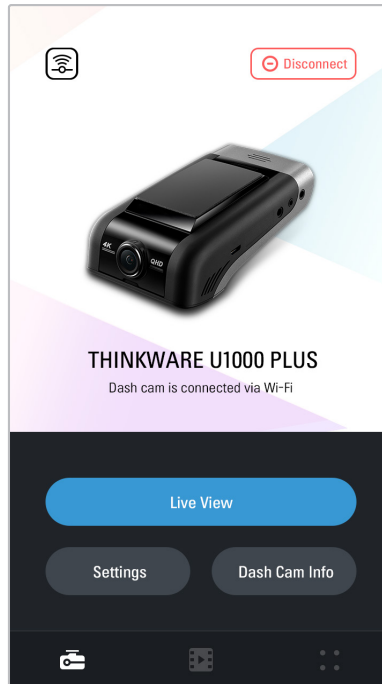 Disconnect
4K
QHD
THINKWARE U1000 PLUS
Dash cam is connected via Wi-Fi
Live View
Settings
Dash Cam Info